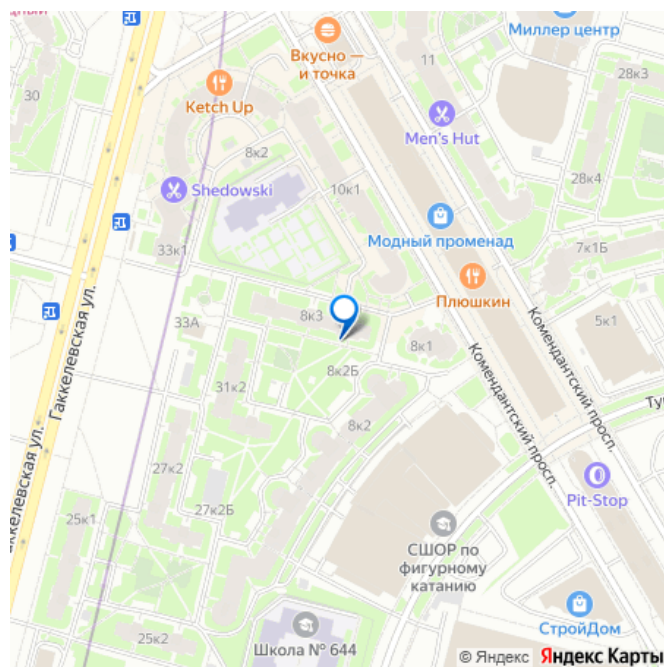 Миллер центр
Вкусно —
и точка
11
28к3
30
Ketch Up
Men's Hut
8к2
28к4
Shedowski
10к1
Модный променад
7к1Б
33к1
Плюшкин
Гаккелевская ул.
33А
8к3
Комендантский просп.
5к1
8к1
Комендантский просп.
8к2Б
31к2
Ту
8к2
Гаккелевская ул.
27к2
Pit-Stop
27к2Б
25к1
СШОР по
фигурному
катанию
СтройДом
25к2
Школа № 644
© Яндекс Яндекс Карты